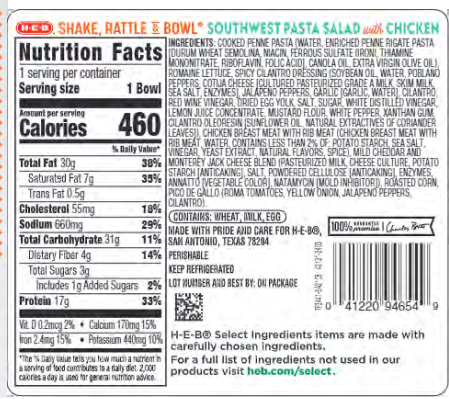 H-E-B SHAKE, RATTLE & BOWL® SOUTHWEST PASTA SALAD with CHICKEN
Nutrition Facts
1 serving per container
Serving size 1 Bowl
Amount per serving
Calories 460
% Daily Value*
Total Fat 30g 38%
Saturated Fat 7g 35%
Trans Fat 0.5g
Cholesterol 55mg 18%
Sodium 660mg 29%
Total Carbohydrate 31g 11%
Dietary Fiber 4g 14%
Total Sugars 3g
Includes 1g Added Sugars 2%
Protein 17g 33%
Vit. D 0.2mcg 2% • Calcium 170mg 15%
Iron 2.4mg 15% • Potassium 440mg 10%
*The % Daily Value tells you how much a nutrient in
a serving of food contributes to a daily diet. 2,000
calories a day is used for general nutrition advice.
INGREDIENTS: COOKED PENNE PASTA (WATER, ENRICHED PENNE RIGATE PASTA
[DURUM WHEAT SEMOLINA, NIACIN, FERROUS SULFATE (IRON), THIAMINE
MONONITRATE, RIBOFLAVIN, FOLIC ACID], CANOLA OIL, EXTRA VIRGIN OLIVE OIL),
ROMAINE LETTUCE, SPICY CILANTRO DRESSING (SOYBEAN OIL, WATER, POBLANO
PEPPERS, COTIJA CHEESE [CULTURED PASTEURIZED GRADE A MILK, SKIM MILK,
SEA SALT, ENZYMES], JALAPEÑO PEPPERS, GARLIC [GARLIC, WATER], CILANTRO,
RED WINE VINEGAR, DRIED EGG YOLK, SALT, SUGAR, WHITE DISTILLED VINEGAR,
LEMON JUICE CONCENTRATE, MUSTARD FLOUR, WHITE PEPPER, XANTHAN GUM,
CILANTRO OLEORESIN [SUNFLOWER OIL, NATURAL EXTRACTIVES OF CORIANDER
LEAVES]), CHICKEN BREAST MEAT WITH RIB MEAT (CHICKEN BREAST MEAT WITH
RIB MEAT, WATER, CONTAINS LESS THAN 2% OF: POTATO STARCH, SEA SALT,
VINEGAR, YEAST EXTRACT, NATURAL FLAVORS, SPICE), MILD CHEDDAR AND
MONTEREY JACK CHEESE BLEND (PASTEURIZED MILK, CHEESE CULTURE, POTATO
STARCH [ANTICAKING], SALT, POWDERED CELLULOSE [ANTICAKING], ENZYMES,
ANNATTO [VEGETABLE COLOR], NATAMYCIN [MOLD INHIBITOR]), ROASTED CORN,
PICO DE GALLO (ROMA TOMATOES, YELLOW ONION, JALAPEÑO PEPPERS,
CILANTRO).
CONTAINS: WHEAT, MILK, EGG
MADE WITH PRIDE AND CARE FOR H-E-B®,
SAN ANTONIO, TEXAS 78204
PERISHABLE
KEEP REFRIGERATED
LOT NUMBER AND BEST BY: ON PACKAGE
100% GUARANTEED promise Charles Butt
0 41220 94654 9
H-E-B® Select Ingredients items are made with
carefully chosen ingredients.
For a full list of ingredients not used in our
products visit heb.com/select.